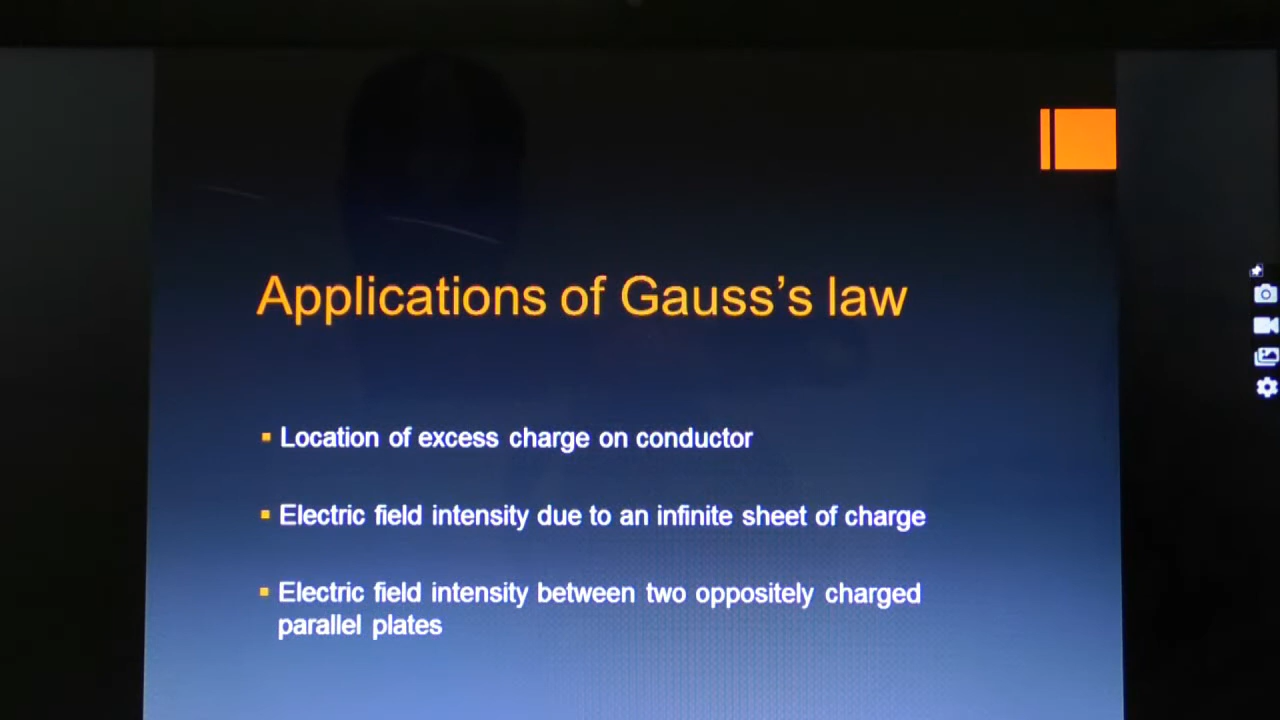 Applications of Gauss’s law
Location of excess charge on conductor
Electric field intensity due to an infinite sheet of charge
Electric field intensity between two oppositely charged
parallel plates